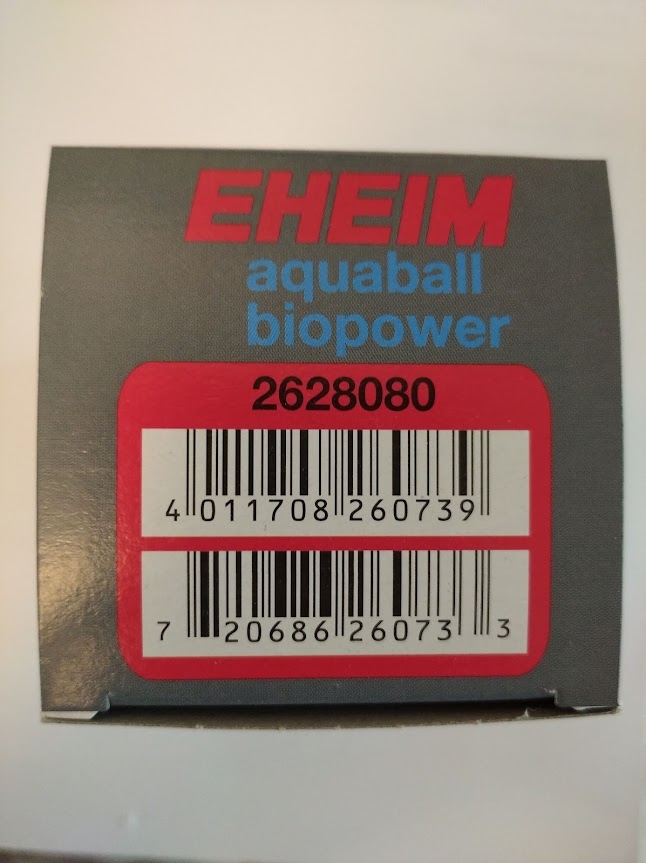 EHEIM
aquaball
biopower
2628080
4 011708 260739
7 20686 26073 3